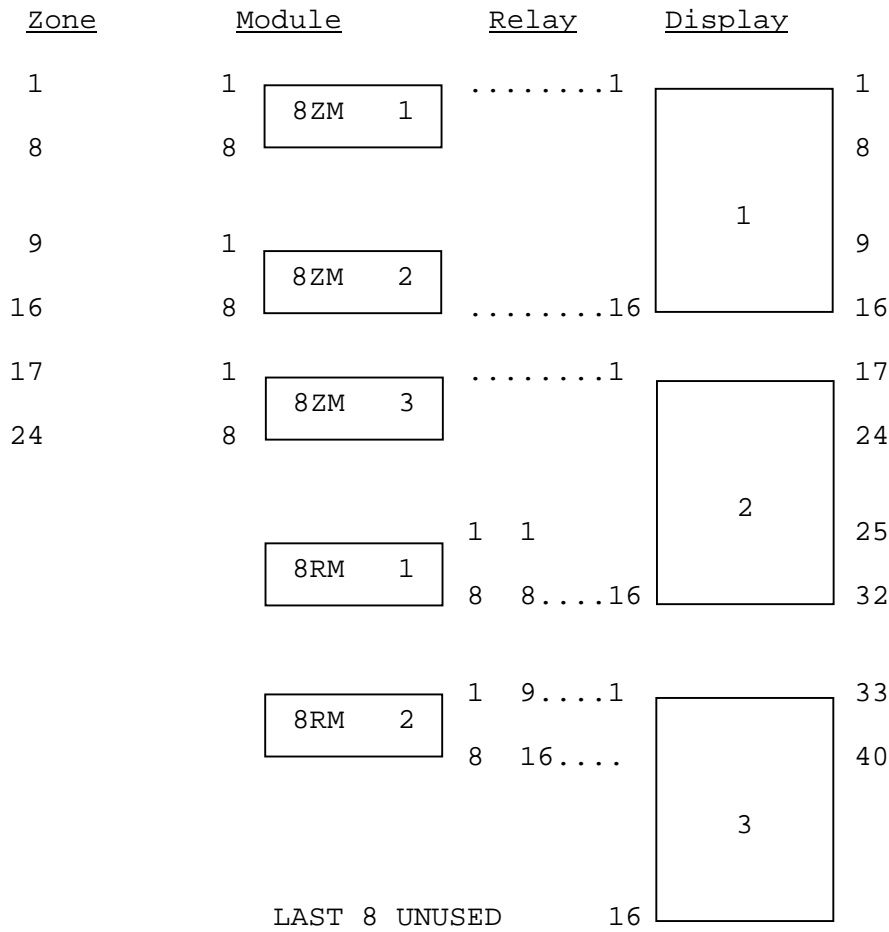 Zone Module Relay Display
1 1 ........1 1
8ZM 1
8 8 8
1
9 1 9
8ZM 2
16 8 ........16 16
17 1 ........1 17
8ZM 3
24 8 24
2
1 1 25
8RM 1
8 8....16 32
1 9....1 33
8RM 2
8 16.... 40
3
LAST 8 UNUSED 16